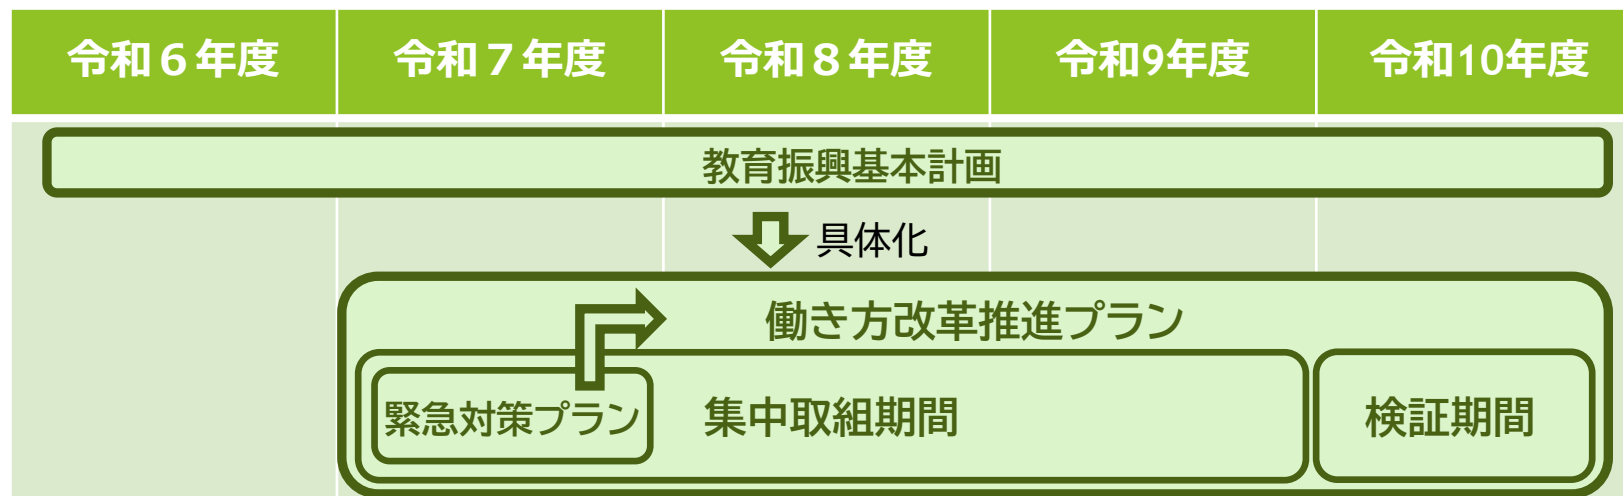 令和６年度
令和７年度
令和８年度
令和9年度
令和10年度
教育振興基本計画
具体化
働き方改革推進プラン
緊急対策プラン
集中取組期間
検証期間